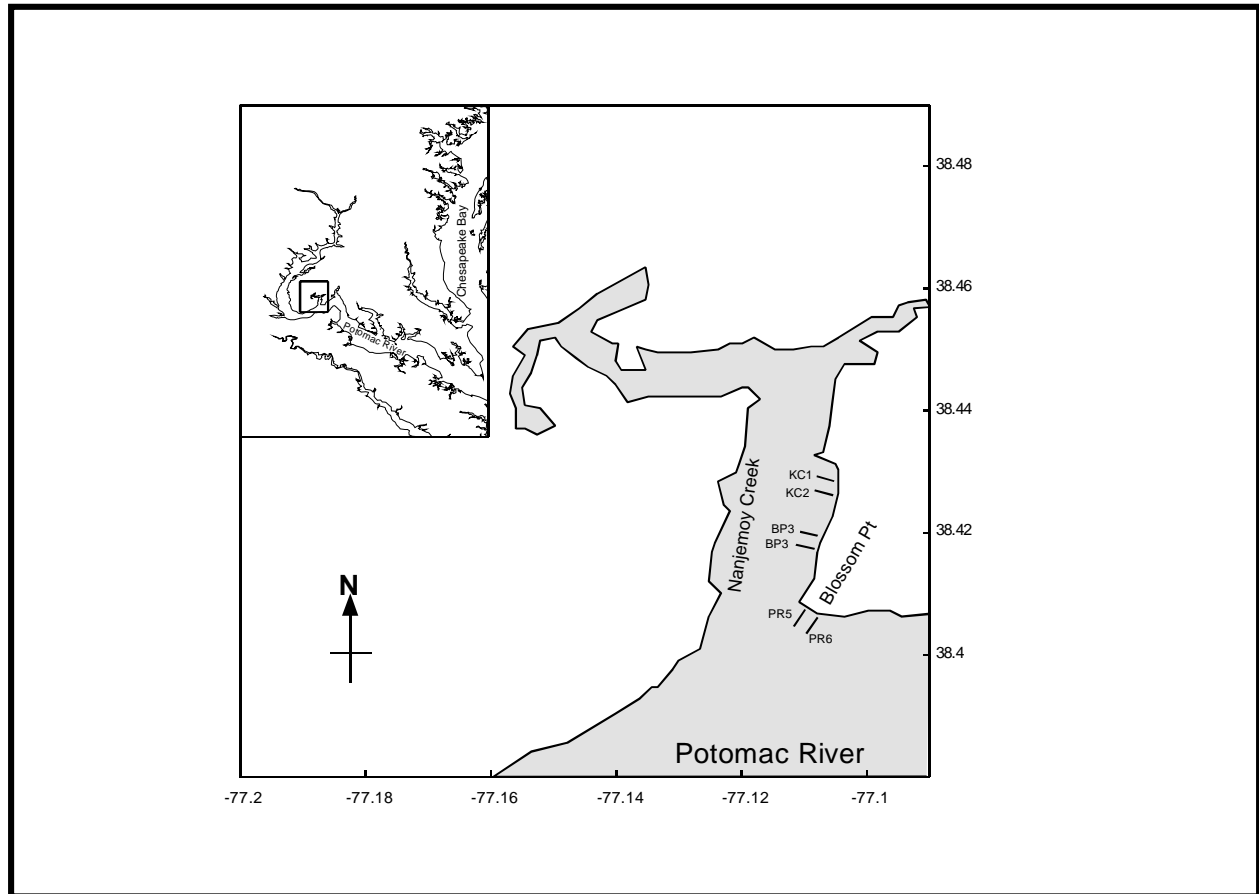 Chesapeake Bay
Potomac River
38.48
38.46
38.44
38.42
38.4
KC1
KC2
BP3
BP3
Nanjemoy Creek
Blossom Pt
PR5
PR6
N
Potomac River
-77.2
-77.18
-77.16
-77.14
-77.12
-77.1